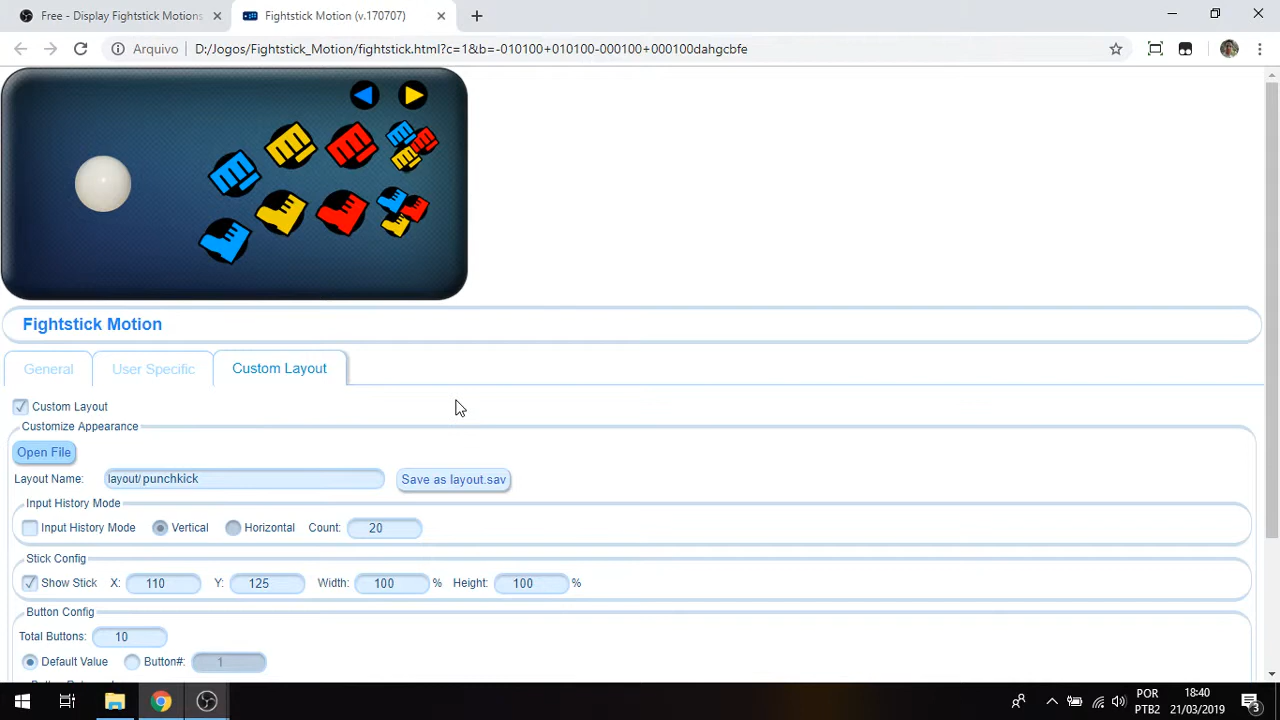 Free - Display Fightstick Motions
Fightstick Motion (v.170707)
Arquivo
D:/Jogos/Fightstick_Motion/fightstick.html?c=1&b=-010100+010100-000100+000100dahgcbfe
Fightstick Motion
General
User Specific
Custom Layout
Custom Layout
Customize Appearance
Open File
Layout Name: layout/punchkick Save as layout.sav
Input History Mode
Input History Mode Vertical Horizontal Count: 20
Stick Config
Show Stick X: 110 Y: 125 Width: 100 % Height: 100 %
Button Config
Total Buttons: 10
Default Value Button#: 1
POR 18:40
PTB2 21/03/2019 3